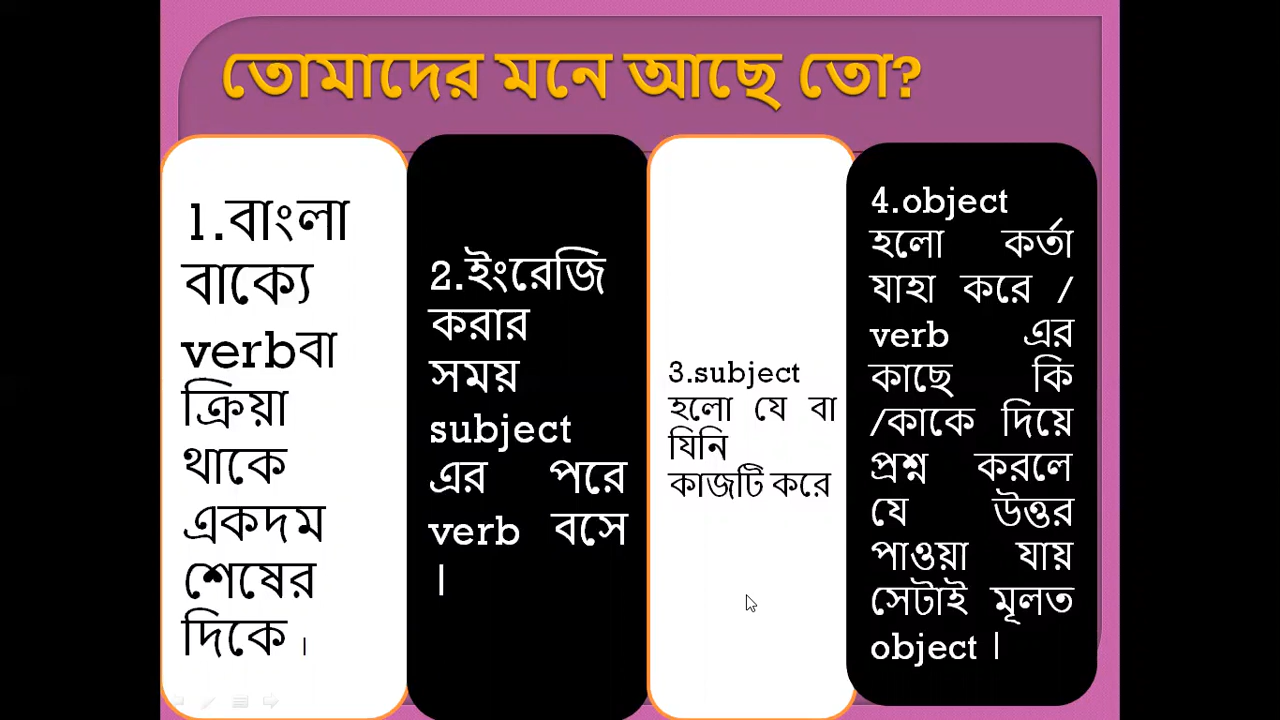 তোমাদের মনে আছে তো?
1.বাংলা
বাক্যে
verbবা
ক্রিয়া
থাকে
একদম
শেষের
দিকে ।
2.ইংরেজি
করার
সময়
subject
এর পরে
verb বসে
।
3.subject
হলো যে বা
যিনি
কাজটি করে
4.object
হলো কর্তা
যাহা করে /
verb এর
কাছে কি
/কাকে দিয়ে
প্রশ্ন করলে
যে উত্তর
পাওয়া যায়
সেটাই মূলত
object ।